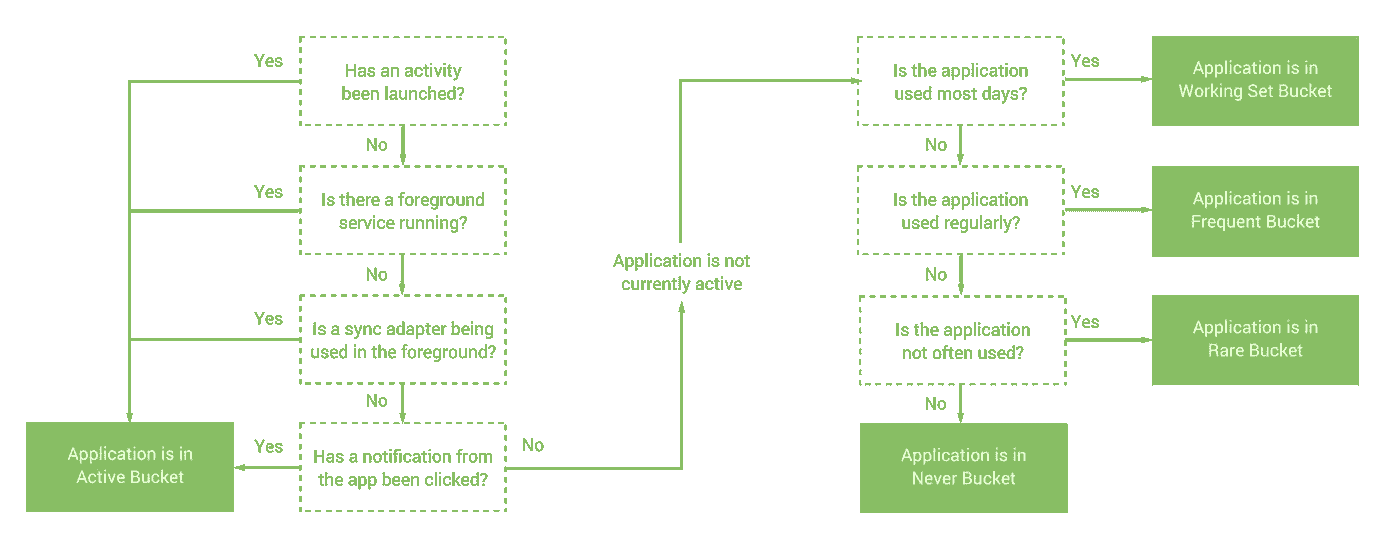 Yes
Has an activity
been launched?
No
Yes
Is there a foreground
service running?
No
Yes
Is a sync adapter being
used in the foreground?
No
Application is in
Active Bucket
Yes
Has a notification from
the app been clicked?
No
Application is not
currently active
Is the application
used most days?
Yes
Application is in
Working Set Bucket
No
Is the application
used regularly?
Yes
Application is in
Frequent Bucket
No
Is the application
not often used?
Yes
Application is in
Rare Bucket
No
Application is in
Never Bucket